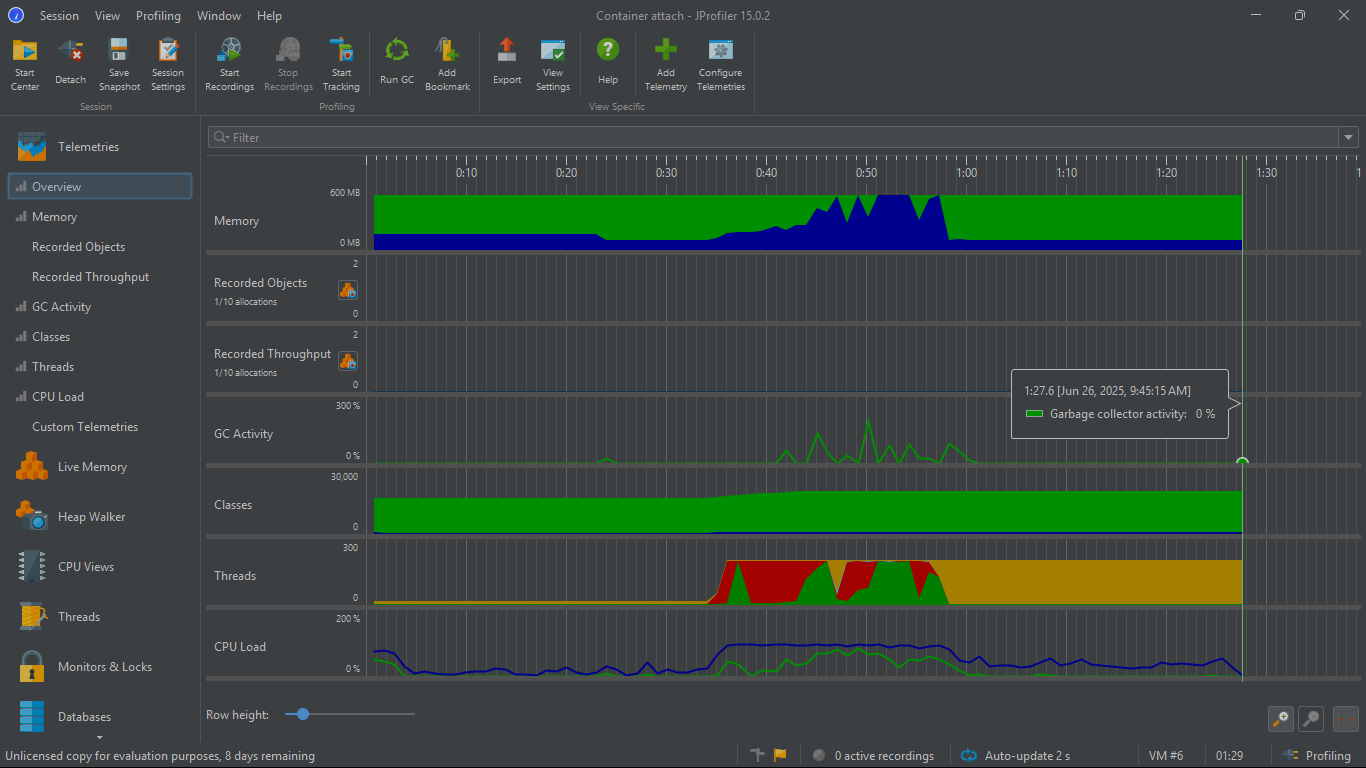 Session View Profiling Window Help
Container attach - JProfiler 15.0.2
Start Center
Detach
Save Snapshot
Session Settings
Start Recordings
Stop Recordings
Start Tracking
Run GC
Add Bookmark
Export
View Settings
Help
Add Telemetry
Configure Telemetries
Session
Profiling
View Specific
Telemetries
Overview
Memory
Recorded Objects
Recorded Throughput
GC Activity
Classes
Threads
CPU Load
Custom Telemetries
Live Memory
Heap Walker
CPU Views
Threads
Monitors & Locks
Databases
Filter
0:10 0:20 0:30 0:40 0:50 1:00 1:10 1:20 1:30 1
600 MB
Memory
0 MB
2
Recorded Objects
1/10 allocations
0
2
Recorded Throughput
1/10 allocations
0
300 %
GC Activity
0 %
1:27.6 [Jun 26, 2025, 9:45:15 AM]
Garbage collector activity: 0 %
30,000
Classes
0
300
Threads
0
200 %
CPU Load
0 %
Row height:
Unlicensed copy for evaluation purposes, 8 days remaining
0 active recordings
Auto-update 2 s
VM #6
01:29
Profiling